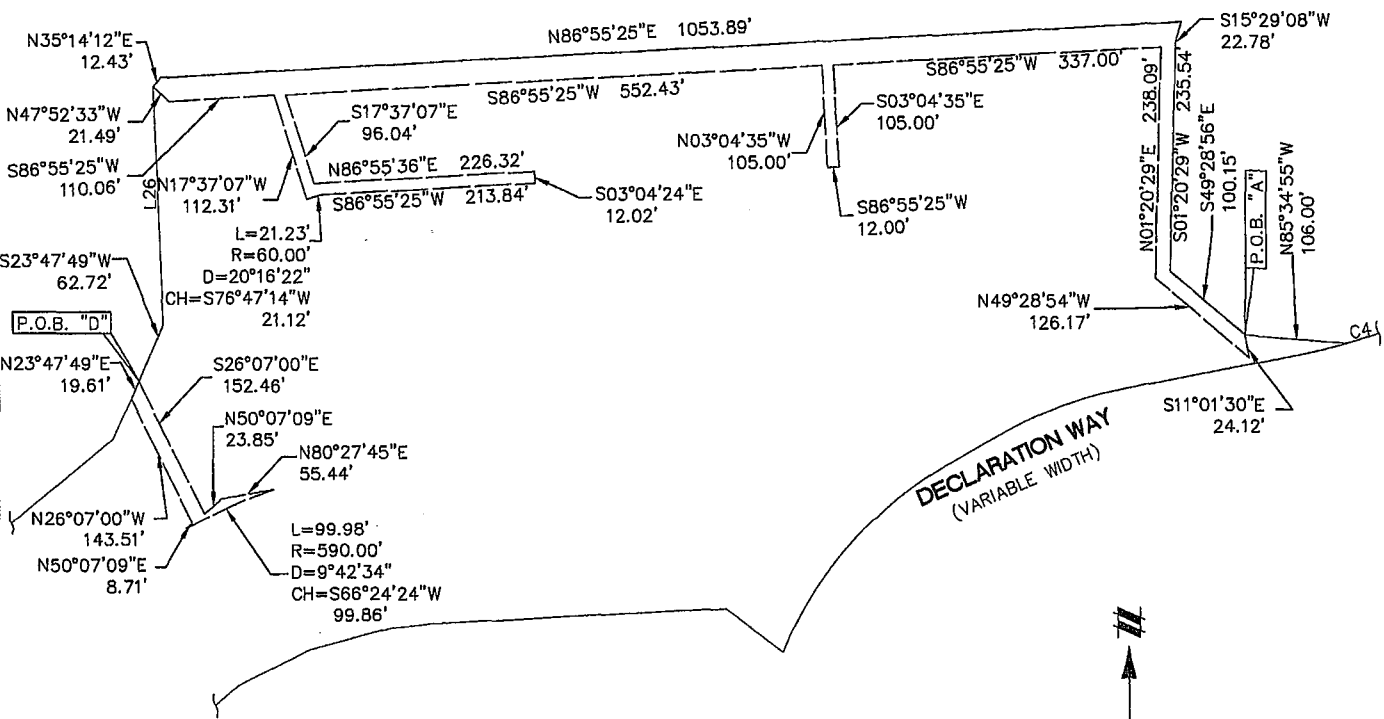 N86°55'25"E 1053.89'
S15°29'08"W
22.78'
N35°14'12"E
12.43'
N47°52'33"W
21.49'
S86°55'25"W
110.06'
L26
S86°55'25"W 552.43'
S86°55'25"W 337.00'
S17°37'07"E
96.04'
N17°37'07"W
112.31'
N86°55'36"E 226.32'
S86°55'25"W 213.84'
S03°04'24"E
12.02'
S03°04'35"E
105.00'
N03°04'35"W
105.00'
S86°55'25"W
12.00'
N01°20'29"E 238.09'
S01°20'29"W 235.54'
S49°28'56"E
100.15'
P.O.B. "A"
N85°34'55"W
106.00'
C4
L=21.23'
R=60.00'
D=20°16'22"
CH=S76°47'14"W
21.12'
S23°47'49"W
62.72'
P.O.B. "D"
N23°47'49"E
19.61'
S26°07'00"E
152.46'
N50°07'09"E
23.85'
N80°27'45"E
55.44'
N49°28'54"W
126.17'
S11°01'30"E
24.12'
DECLARATION WAY
(VARIABLE WIDTH)
N26°07'00"W
143.51'
N50°07'09"E
8.71'
L=99.98'
R=590.00'
D=9°42'34"
CH=S66°24'24"W
99.86'
N